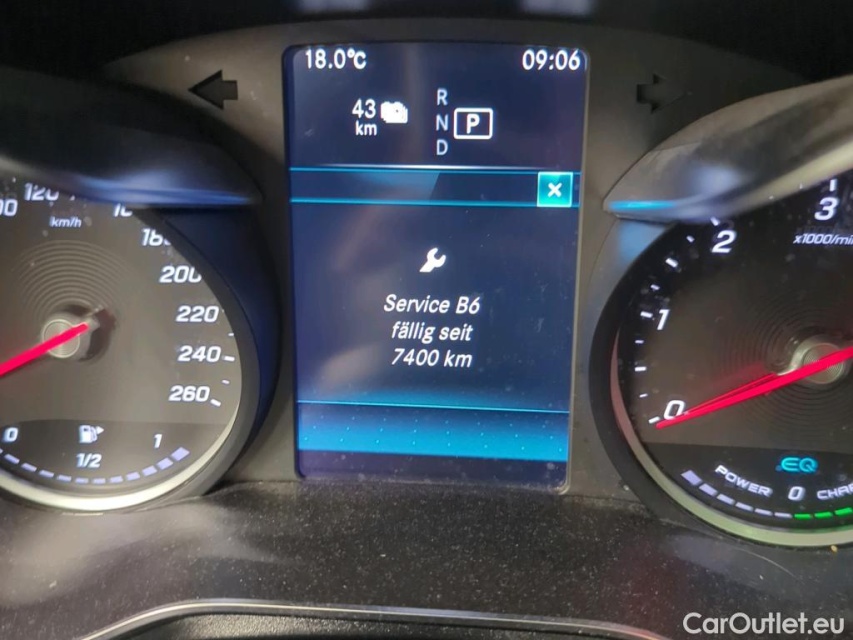 18.0°C
09:06
43
km
R
N
P
D
x
Service B6
fällig seit
7400 km
120
km/h
200
220
240
260
0
1/2
1
0
1
2
3
x1000/mi
EQ
POWER 0 CHAR
CarOutlet.eu